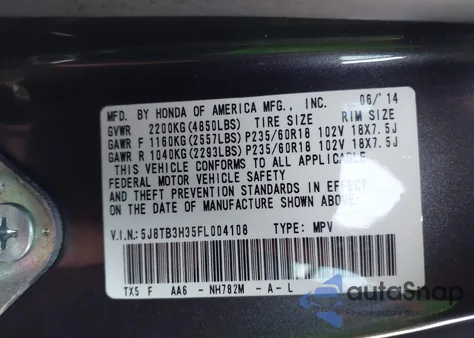 MFD. BY HONDA OF AMERICA MFG., INC. 06/'14
GVWR 2200KG(4850LBS) TIRE SIZE RIM SIZE
GAWR F 1160KG(2557LBS) P235/60R18 102V 18X7.5J
GAWR R 1040KG(2293LBS) P235/60R18 102V 18X7.5J
THIS VEHICLE CONFORMS TO ALL APPLICABLE
FEDERAL MOTOR VEHICLE SAFETY
AND THEFT PREVENTION STANDARDS IN EFFECT
ON THE DATE OF MANUFACTURE SHOWN ABOVE.
V.I.N.:5J8TB3H35FL004108 TYPE: MPV
TX5 F AA6 - NH782M - A - L
autoSnap